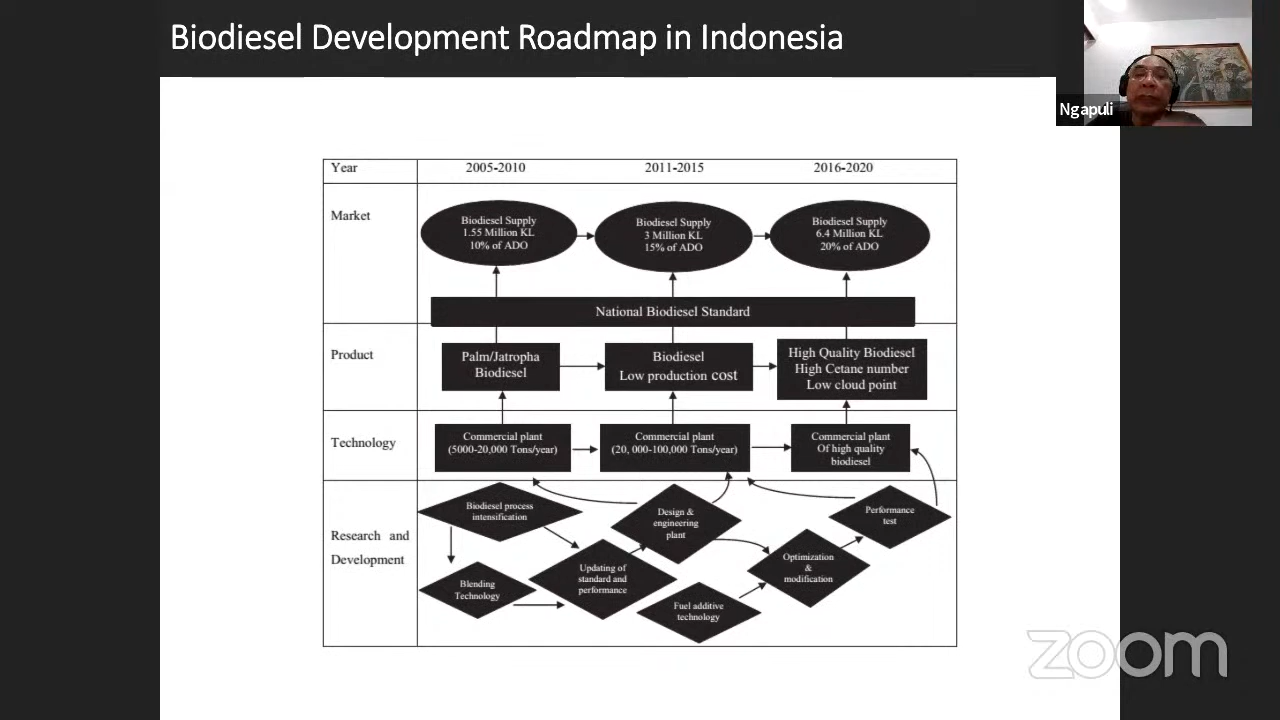 Biodiesel Development Roadmap in Indonesia
Ngapuli
Year
2005-2010
2011-2015
2016-2020
Market
Biodiesel Supply
1.55 Million KL
10% of ADO
Biodiesel Supply
3 Million KL
15% of ADO
Biodiesel Supply
6.4 Million KL
20% of ADO
National Biodiesel Standard
Product
Palm/Jatropha
Biodiesel
Biodiesel
Low production cost
High Quality Biodiesel
High Cetane number
Low cloud point
Technology
Commercial plant
(5000-20,000 Tons/year)
Commercial plant
(20, 000-100,000 Tons/year)
Commercial plant
Of high quality
biodiesel
Research and
Development
Biodiesel process
intensification
Design &
engineering
plant
Performance
test
Blending
Technology
Updating of
standard and
performance
Optimization
&
modification
Fuel additive
technology
zoom